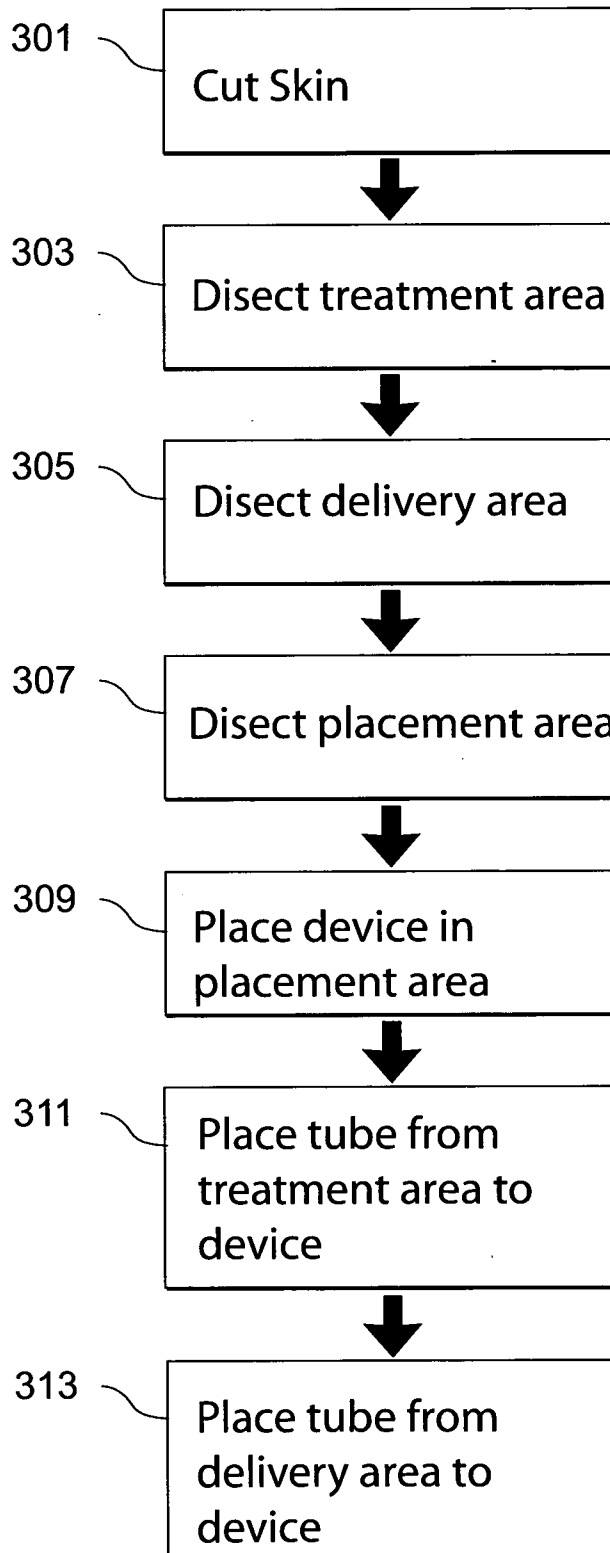 301
Cut Skin
303
Disect treatment area
305
Disect delivery area
307
Disect placement area
309
Place device in
placement area
311
Place tube from
treatment area to
device
313
Place tube from
delivery area to
device